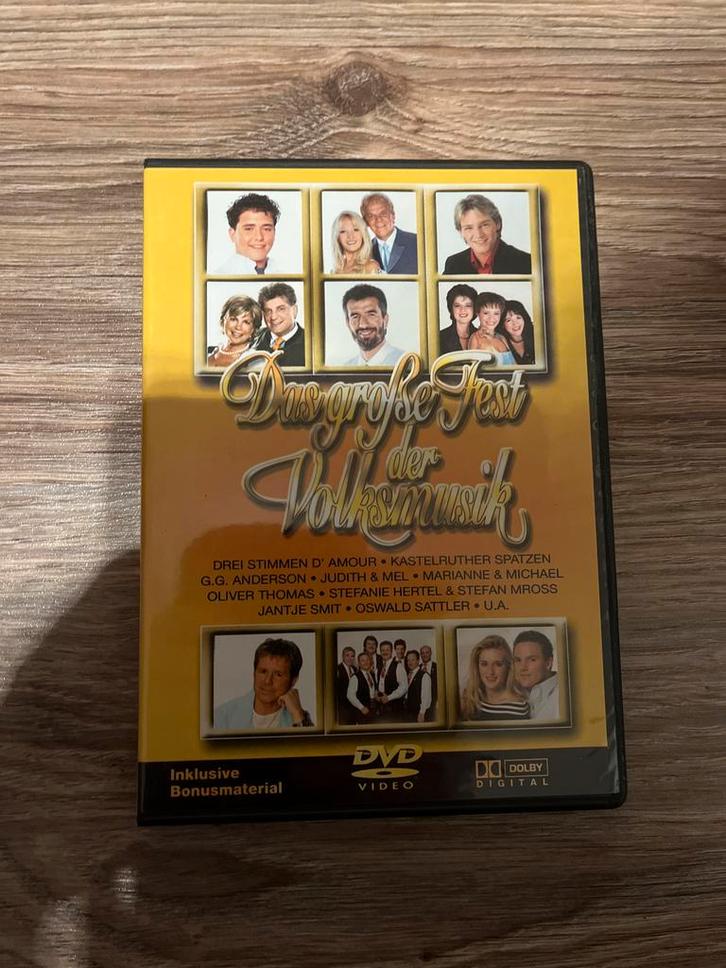 Das große Fest
der
Volksmusik
DREI STIMMEN D' AMOUR • KASTELRUTHER SPATZEN
G.G. ANDERSON • JUDITH & MEL • MARIANNE & MICHAEL
OLIVER THOMAS • STEFANIE HERTEL & STEFAN MROSS
JANTJE SMIT • OSWALD SATTLER • U.A.
Inklusive
Bonusmaterial
DVD
VIDEO
DOLBY
DIGITAL